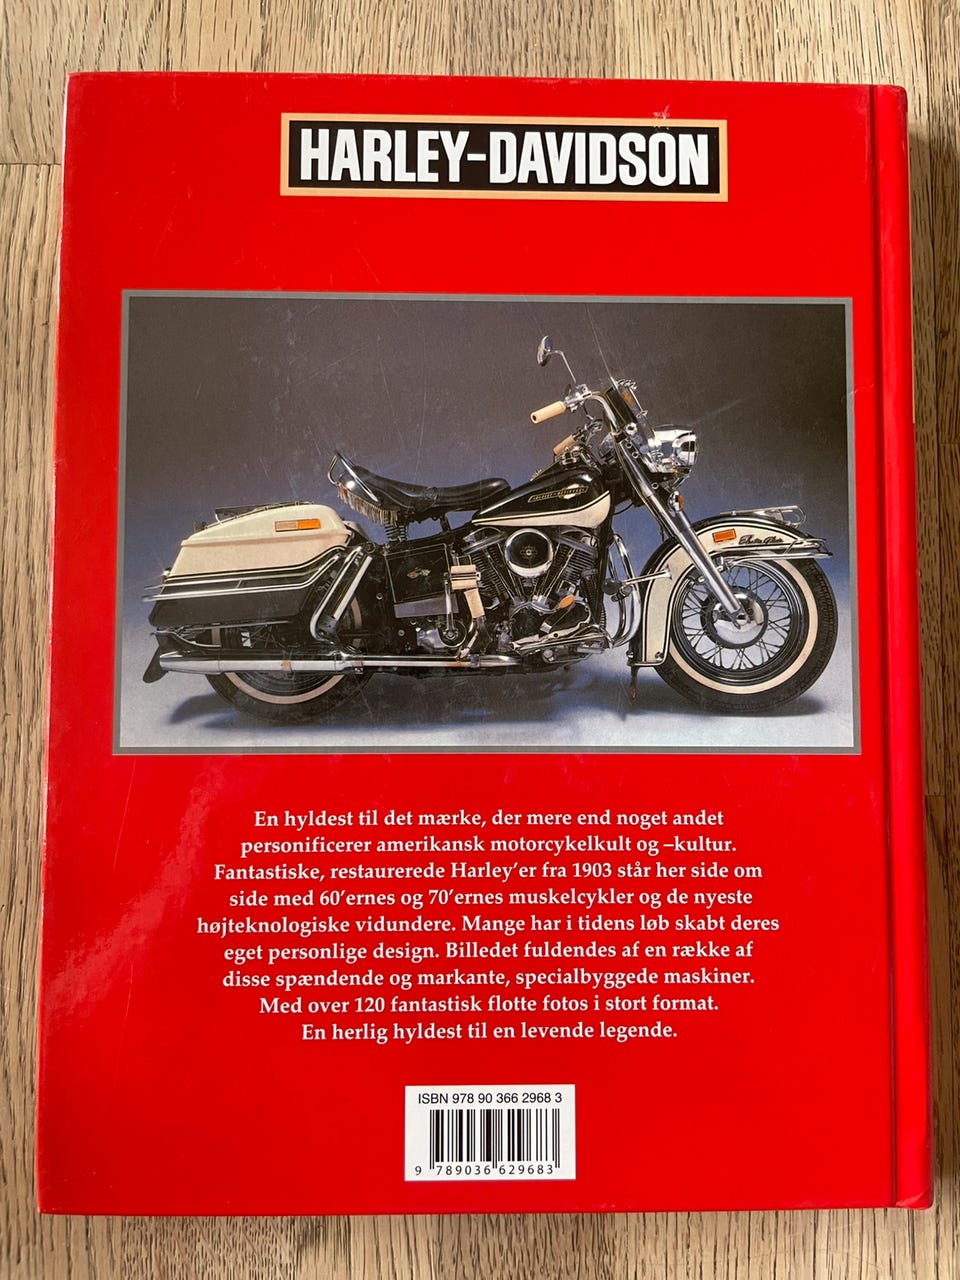 HARLEY-DAVIDSON
Electra Glide
En hyldest til det mærke, der mere end noget andet
personificerer amerikansk motorcykelkult og –kultur.
Fantastiske, restaurerede Harley’er fra 1903 står her side om
side med 60’ernes og 70’ernes muskelcykler og de nyeste
højteknologiske vidundere. Mange har i tidens løb skabt deres
eget personlige design. Billedet fuldendes af en række af
disse spændende og markante, specialbyggede maskiner.
Med over 120 fantastisk flotte fotos i stort format.
En herlig hyldest til en levende legende.
ISBN 978 90 366 2968 3
9 789036 629683